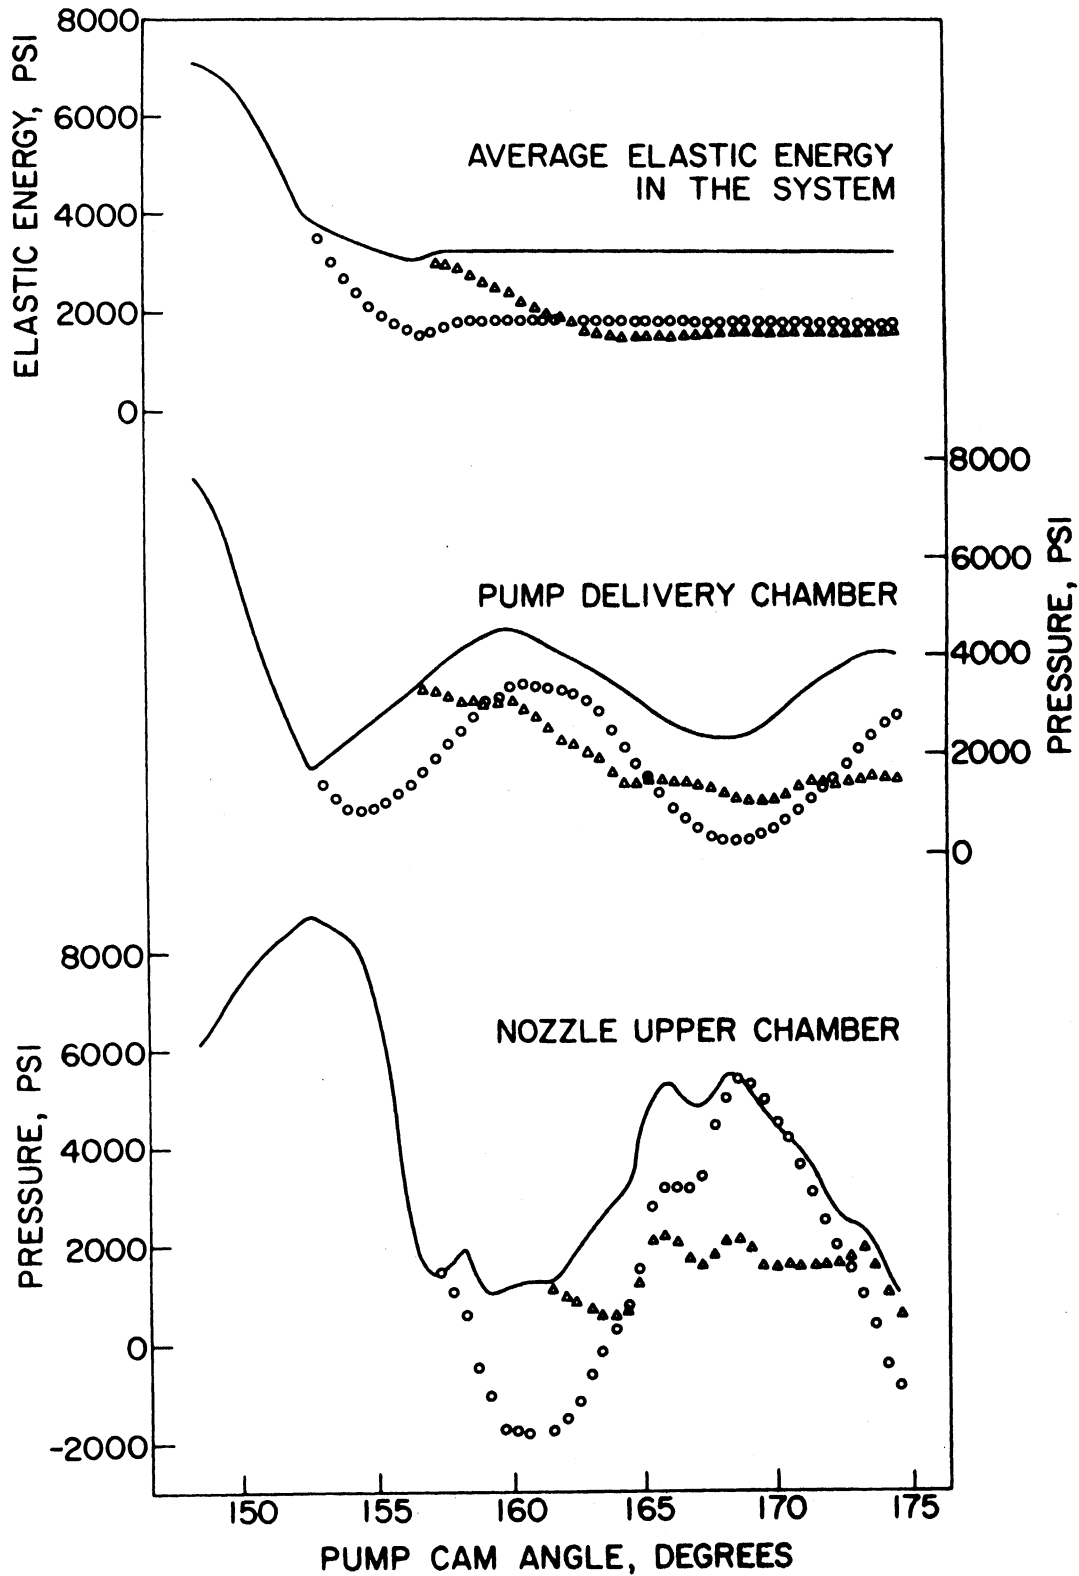 8000
6000
4000
2000
0
ELASTIC ENERGY, PSI
AVERAGE ELASTIC ENERGY
IN THE SYSTEM
8000
6000
4000
2000
0
PRESSURE, PSI
PUMP DELIVERY CHAMBER
8000
6000
4000
2000
0
-2000
PRESSURE, PSI
NOZZLE UPPER CHAMBER
150 155 160 165 170 175
PUMP CAM ANGLE, DEGREES